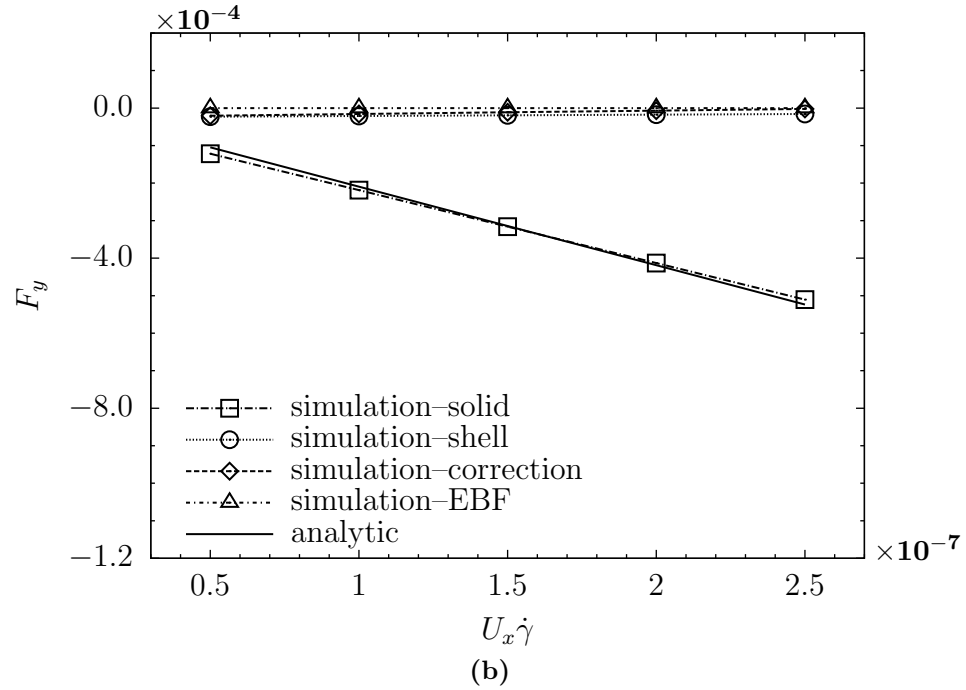 ×10⁻⁴
0.0
−4.0
−8.0
−1.2
F_y
simulation–solid
simulation–shell
simulation–correction
simulation–EBF
analytic
×10⁻⁷
0.5 1 1.5 2 2.5
U_x γ̇
(b)